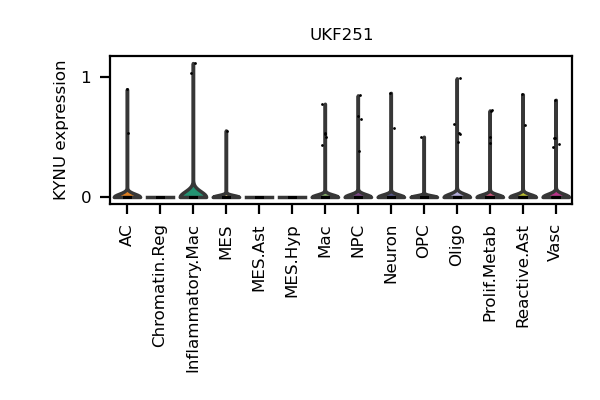 UKF251
KYNU expression
1
0
AC
Chromatin.Reg
Inflammatory.Mac
MES
MES.Ast
MES.Hyp
Mac
NPC
Neuron
OPC
Oligo
Prolif.Metab
Reactive.Ast
Vasc